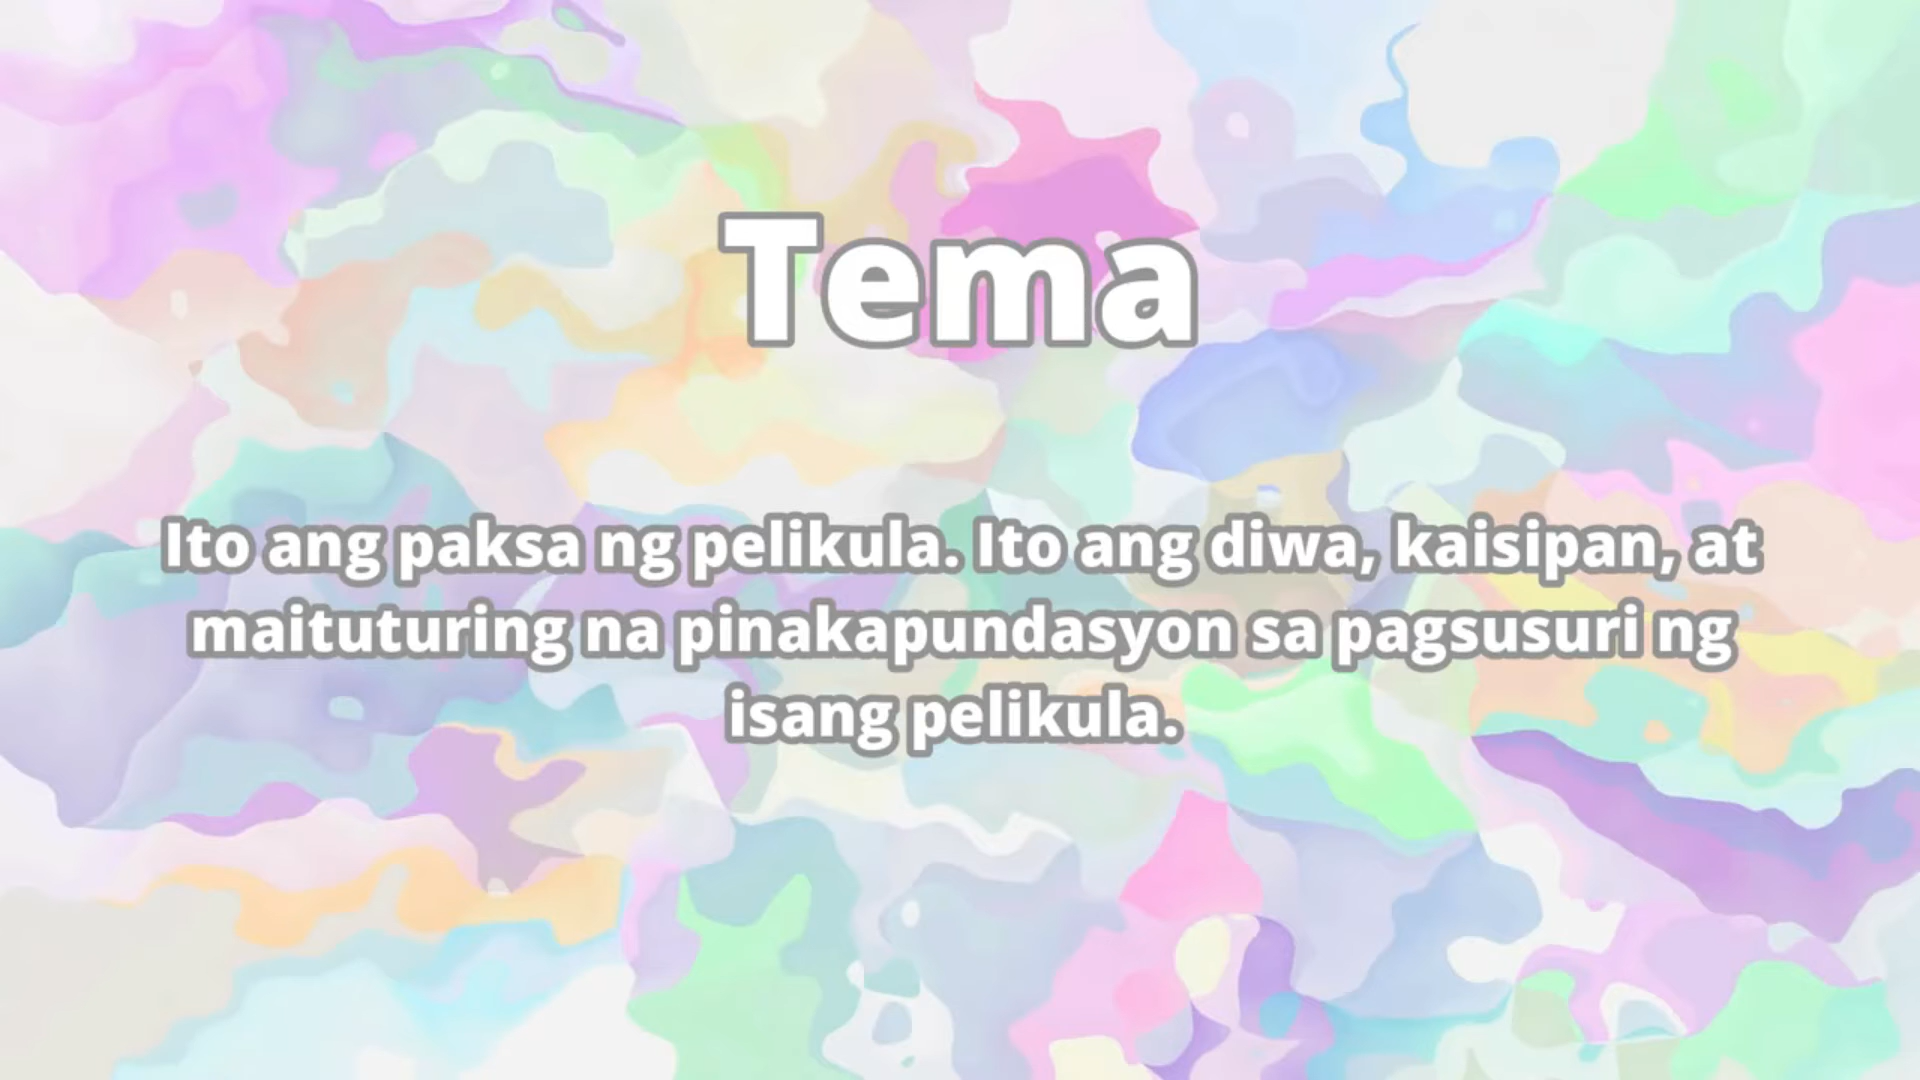 Tema
Ito ang paksa ng pelikula. Ito ang diwa, kaisipan, at
maituturing na pinakapundasyon sa pagsusuri ng
isang pelikula.